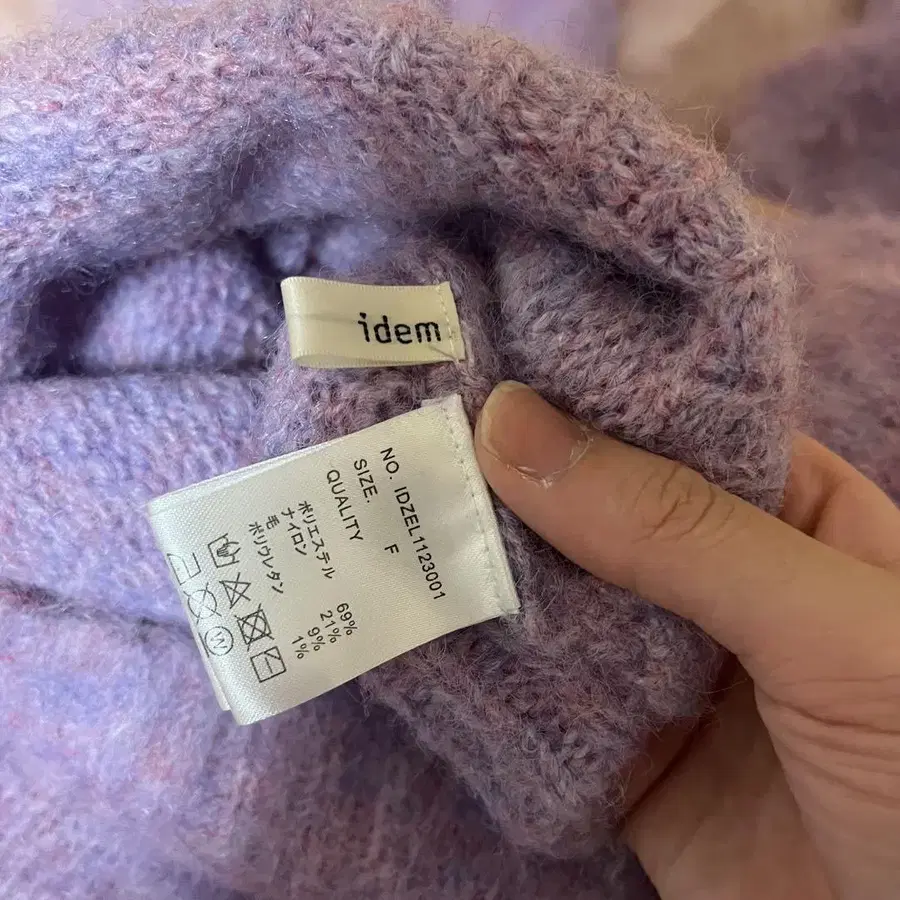 idem
NO. IDZEL1123001
SIZE. F
QUALITY
ポリエステル 69%
ナイロン 21%
毛 9%
ポリウレタン 1%
W